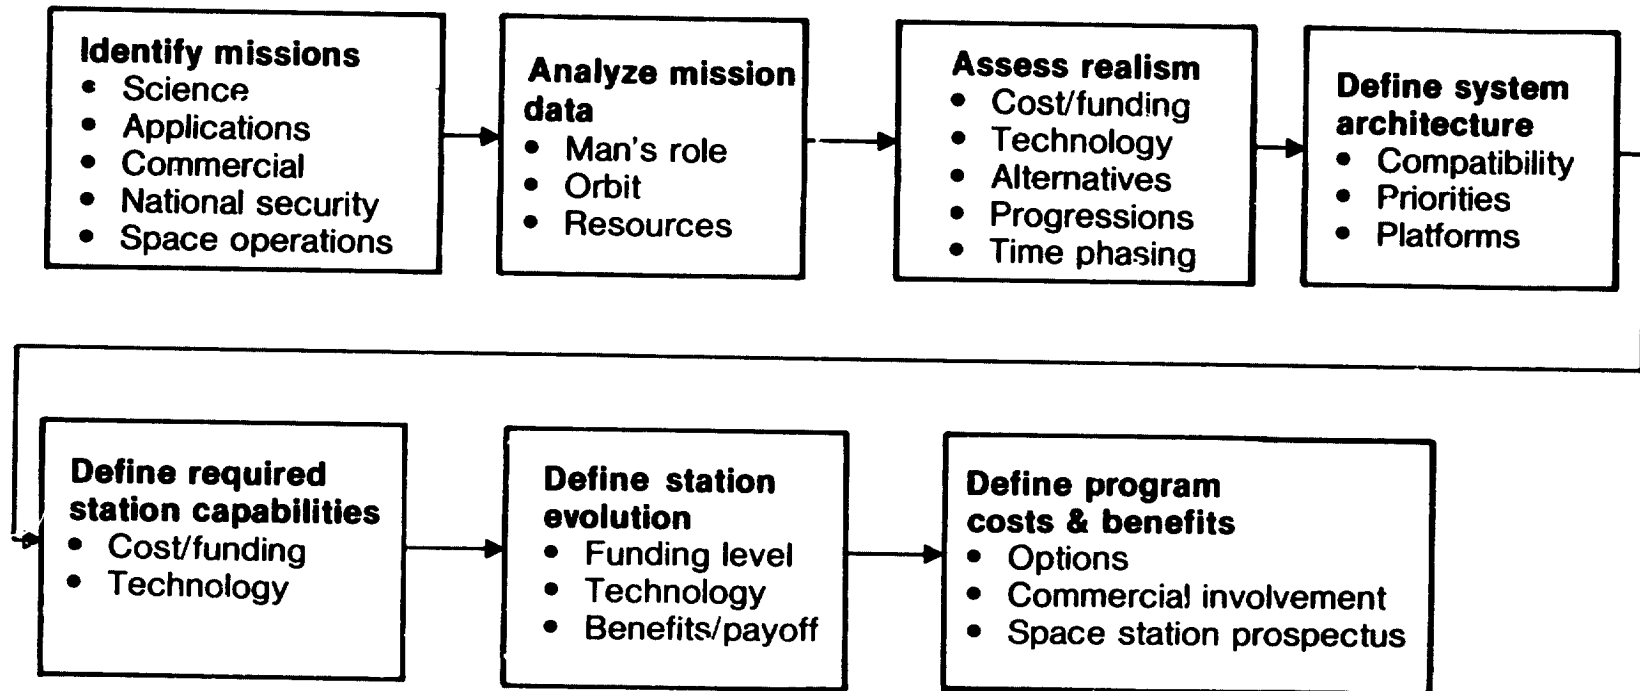 Identify missions
• Science
• Applications
• Commercial
• National security
• Space operations
Analyze mission
data
• Man's role
• Orbit
• Resources
Assess realism
• Cost/funding
• Technology
• Alternatives
• Progressions
• Time phasing
Define system
architecture
• Compatibility
• Priorities
• Platforms
Define required
station capabilities
• Cost/funding
• Technology
Define station
evolution
• Funding level
• Technology
• Benefits/payoff
Define program
costs & benefits
• Options
• Commercial involvement
• Space station prospectus